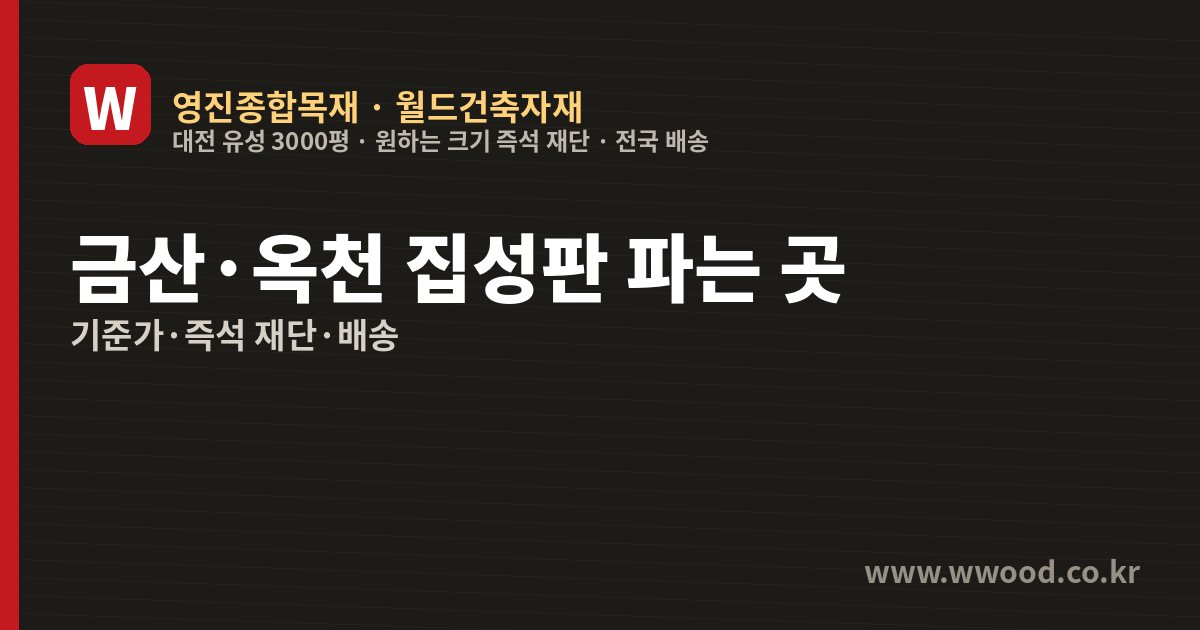 W
영진종합목재 · 월드건축자재
대전 유성 3000평 · 원하는 크기 즉석 재단 · 전국 배송
금산·옥천 집성판 파는 곳
기준가·즉석 재단·배송
www.wwood.co.kr